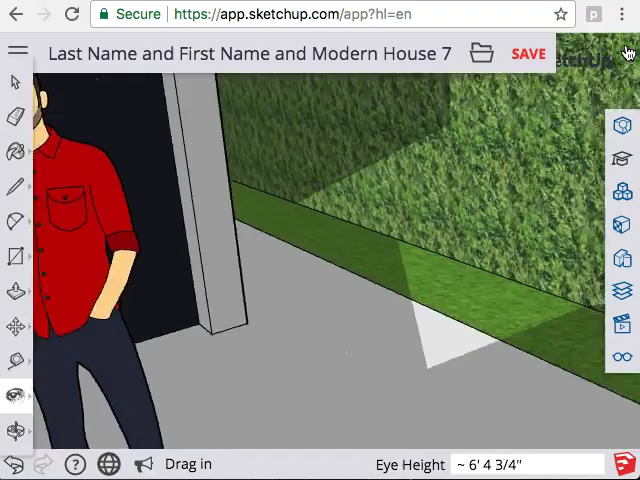 Secure https://app.sketchup.com/app?hl=en
Last Name and First Name and Modern House 7
SAVE
Drag in
Eye Height ~ 6' 4 3/4"